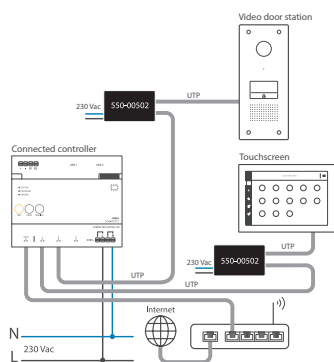 Video door station
UTP
230 Vac
550-00502
Connected controller
Touchscreen
UTP
230 Vac
550-00502
UTP
UTP
Internet
N
230 Vac
L